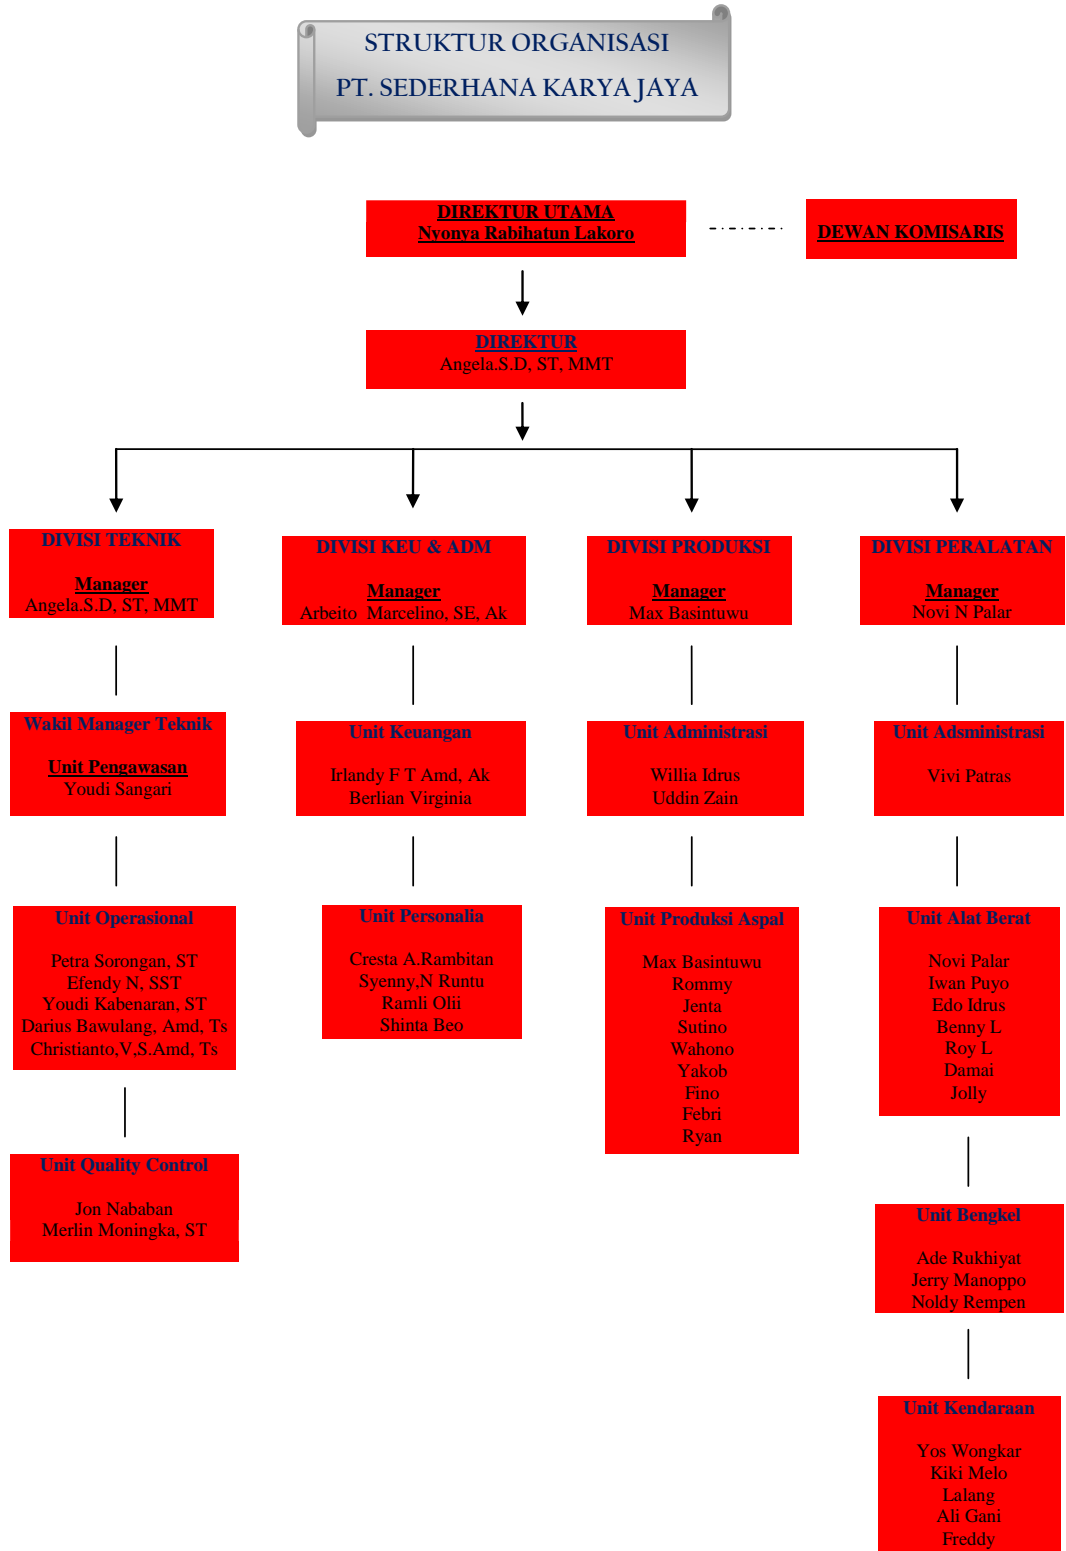 STRUKTUR ORGANISASI
PT. SEDERHANA KARYA JAYA
DIREKTUR UTAMA
Nyonya Rabihatun Lakoro
DEWAN KOMISARIS
DIREKTUR
Angela.S.D, ST, MMT
DIVISI TEKNIK
Manager
Angela.S.D, ST, MMT
DIVISI KEU & ADM
Manager
Arbeito Marcelino, SE, Ak
DIVISI PRODUKSI
Manager
Max Basintuwu
DIVISI PERALATAN
Manager
Novi N Palar
Wakil Manager Teknik
Unit Pengawasan
Youdi Sangari
Unit Keuangan
Irlandy F T Amd, Ak
Berlian Virginia
Unit Administrasi
Willia Idrus
Uddin Zain
Unit Adsministrasi
Vivi Patras
Unit Operasional
Petra Sorongan, ST
Efendy N, SST
Youdi Kabenaran, ST
Darius Bawulang, Amd, Ts
Christianto,V,S.Amd, Ts
Unit Personalia
Cresta A.Rambitan
Syenny,N Runtu
Ramli Olii
Shinta Beo
Unit Produksi Aspal
Max Basintuwu
Rommy
Jenta
Sutino
Wahono
Yakob
Fino
Febri
Ryan
Unit Alat Berat
Novi Palar
Iwan Puyo
Edo Idrus
Benny L
Roy L
Damai
Jolly
Unit Quality Control
Jon Nababan
Merlin Moningka, ST
Unit Bengkel
Ade Rukhiyat
Jerry Manoppo
Noldy Rempen
Unit Kendaraan
Yos Wongkar
Kiki Melo
Lalang
Ali Gani
Freddy